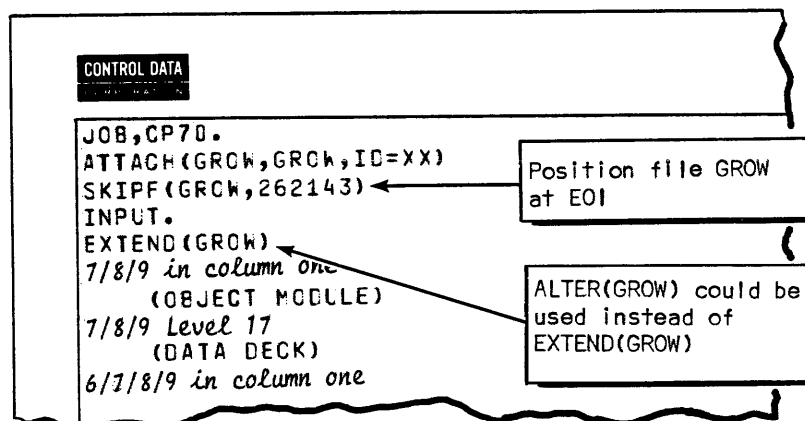 CONTROL DATA
CORPORATION
JOB,CP70.
ATTACH(GROW,GROW,ID=XX)
SKIPF(GROW,262143)
Position file GROW
at EOI
INPUT.
EXTEND(GROW)
7/8/9 in column one
(OBJECT MODULE)
ALTER(GROW) could be
used instead of
EXTEND(GROW)
7/8/9 Level 17
(DATA DECK)
6/7/8/9 in column one